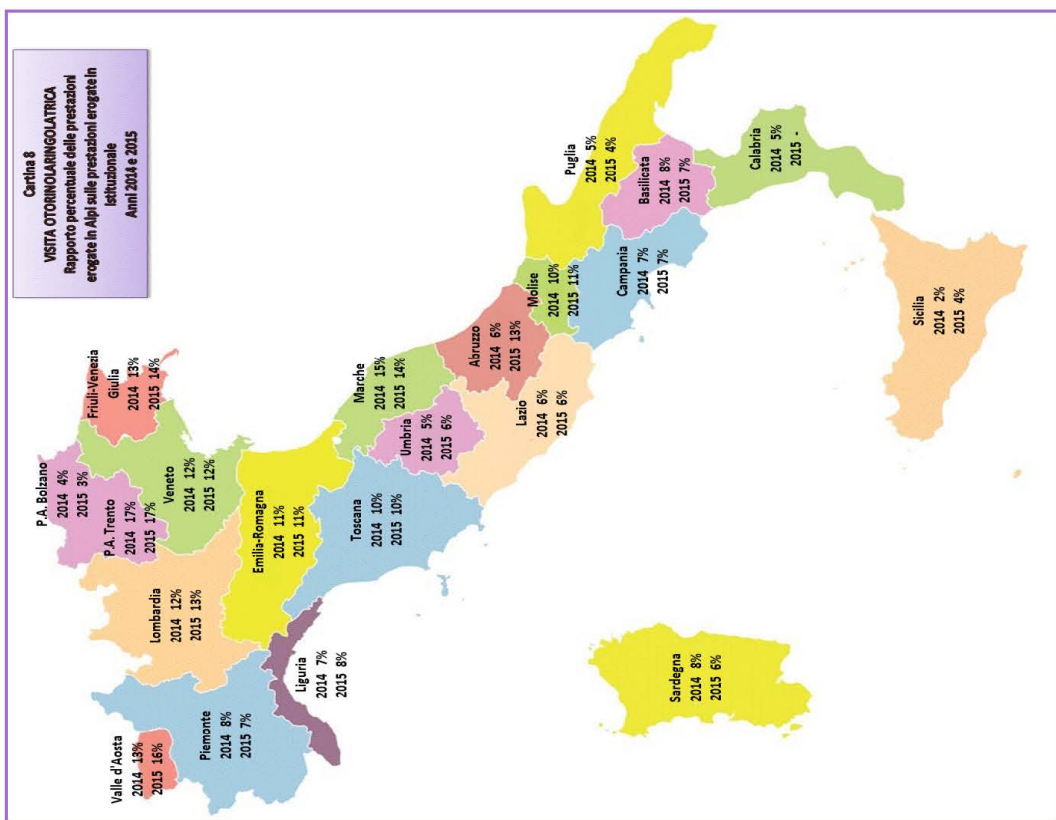 Cartina 8
VISITA OTORINOLARINGOLATRICA
Rapporto percentuale delle prestazioni
erogate in Alpi sulle prestazioni erogate in
Istituzionale
Anni 2014 e 2015
P.A. Bolzano
2014 4%
2015 3%
Friuli-Venezia
Giulia
2014 13%
2015 14%
P.A. Trento
2014 17%
2015 17%
Valle d'Aosta
2014 13%
2015 16%
Lombardia
2014 12%
2015 13%
Veneto
2014 12%
2015 12%
Piemonte
2014 8%
2015 7%
Emilia-Romagna
2014 11%
2015 11%
Liguria
2014 7%
2015 8%
Toscana
2014 10%
2015 10%
Marche
2014 15%
2015 14%
Umbria
2014 5%
2015 6%
Abruzzo
2014 6%
2015 13%
Lazio
2014 6%
2015 6%
Molise
2014 10%
2015 11%
Puglia
2014 5%
2015 4%
Campania
2014 7%
2015 7%
Basilicata
2014 8%
2015 7%
Sardegna
2014 8%
2015 6%
Calabria
2014 5%
2015 -
Sicilia
2014 2%
2015 4%